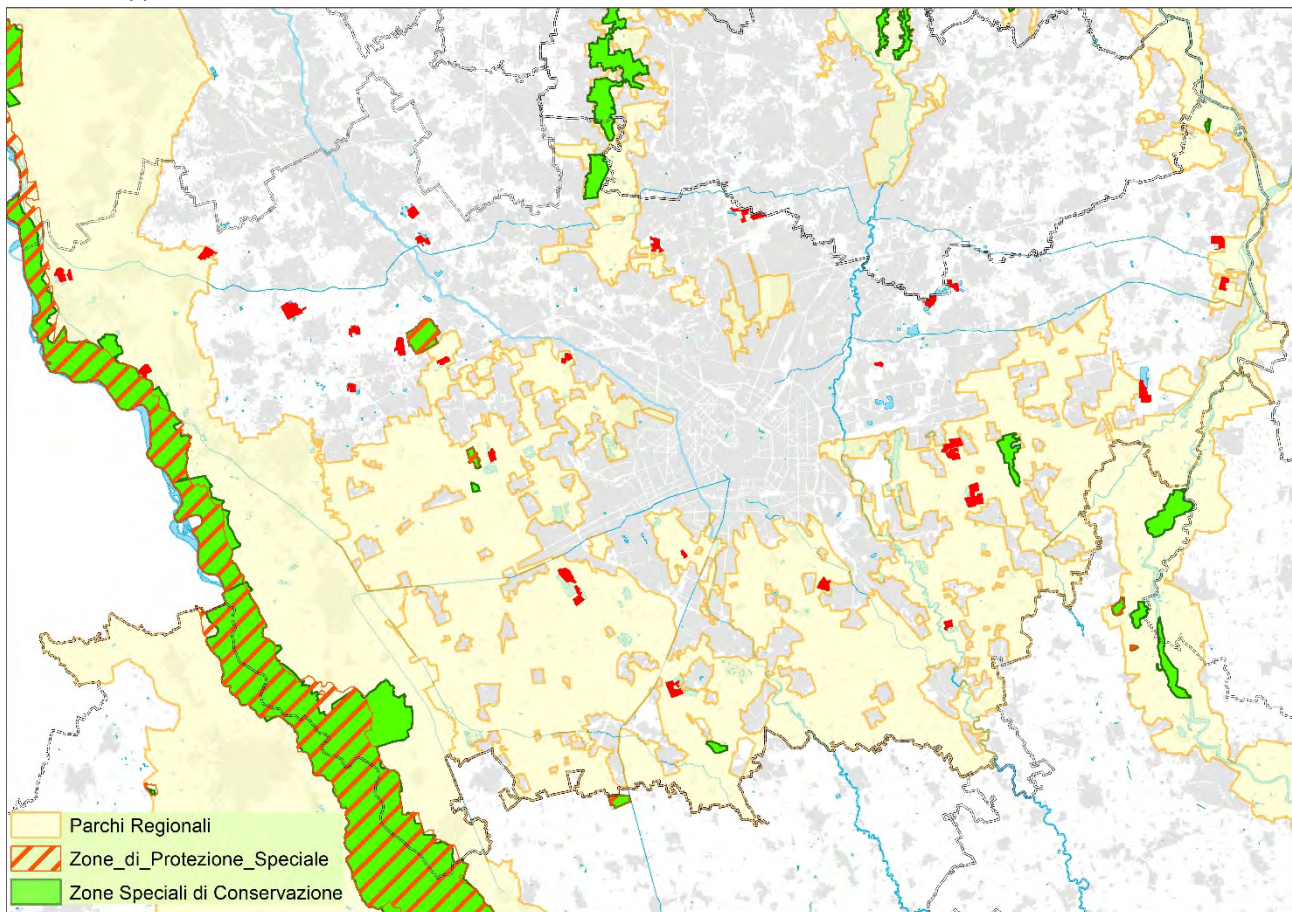 Parchi Regionali
Zone_di_Protezione_Speciale
Zone Speciali di Conservazione